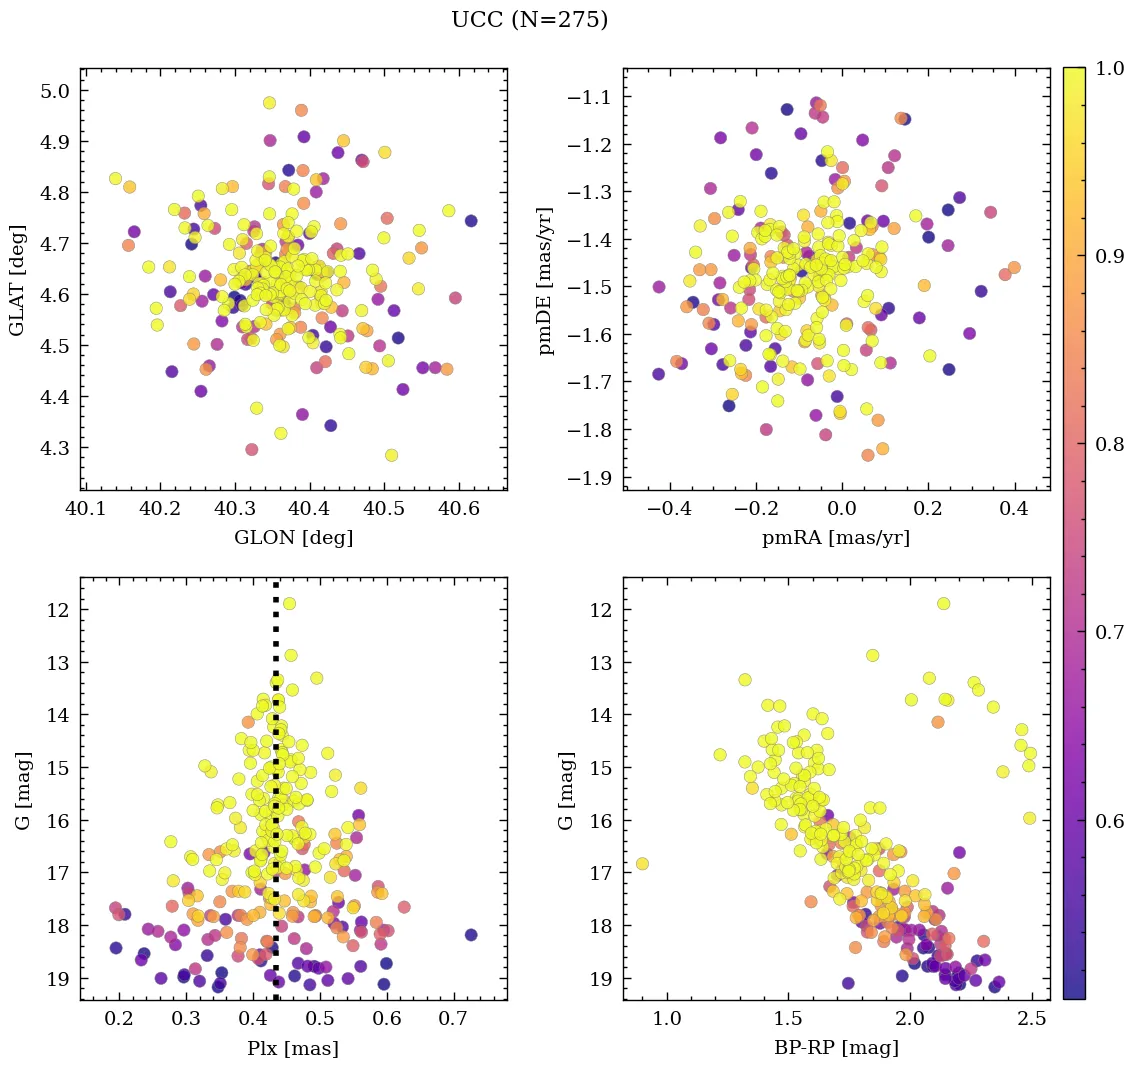 UCC (N=275)
5.0
4.9
4.8
4.7
4.6
4.5
4.4
4.3
GLAT [deg]
40.1 40.2 40.3 40.4 40.5 40.6
GLON [deg]
−1.1
−1.2
−1.3
−1.4
−1.5
−1.6
−1.7
−1.8
−1.9
pmDE [mas/yr]
−0.4 −0.2 0.0 0.2 0.4
pmRA [mas/yr]
1.0
0.9
0.8
0.7
0.6
12
13
14
15
16
17
18
19
G [mag]
0.2 0.3 0.4 0.5 0.6 0.7
Plx [mas]
12
13
14
15
16
17
18
19
G [mag]
1.0 1.5 2.0 2.5
BP-RP [mag]